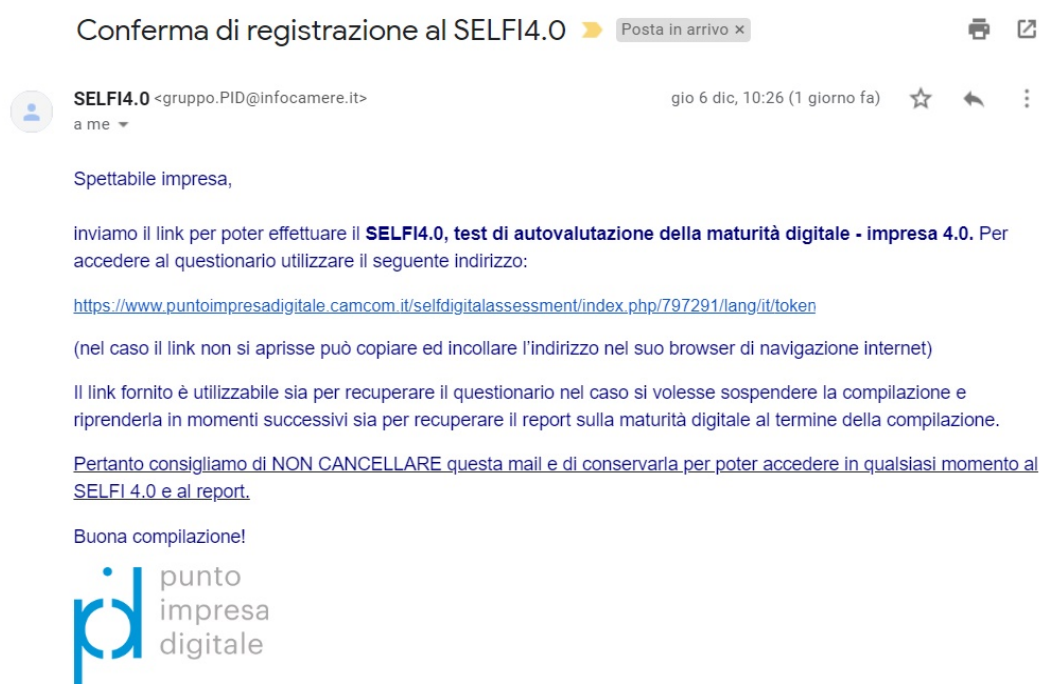 Conferma di registrazione al SELFI4.0 Posta in arrivo ×
SELFI4.0 <gruppo.PID@infocamere.it> gio 6 dic, 10:26 (1 giorno fa)
a me
Spettabile impresa,
inviamo il link per poter effettuare il SELFI4.0, test di autovalutazione della maturità digitale - impresa 4.0. Per
accedere al questionario utilizzare il seguente indirizzo:
https://www.puntoimpresadigitale.camcom.it/selfdigitalassessment/index.php/797291/lang/it/token
(nel caso il link non si aprisse può copiare ed incollare l'indirizzo nel suo browser di navigazione internet)
Il link fornito è utilizzabile sia per recuperare il questionario nel caso si volesse sospendere la compilazione e
riprenderla in momenti successivi sia per recuperare il report sulla maturità digitale al termine della compilazione.
Pertanto consigliamo di NON CANCELLARE questa mail e di conservarla per poter accedere in qualsiasi momento al
SELFI 4.0 e al report.
Buona compilazione!
pid
punto
impresa
digitale